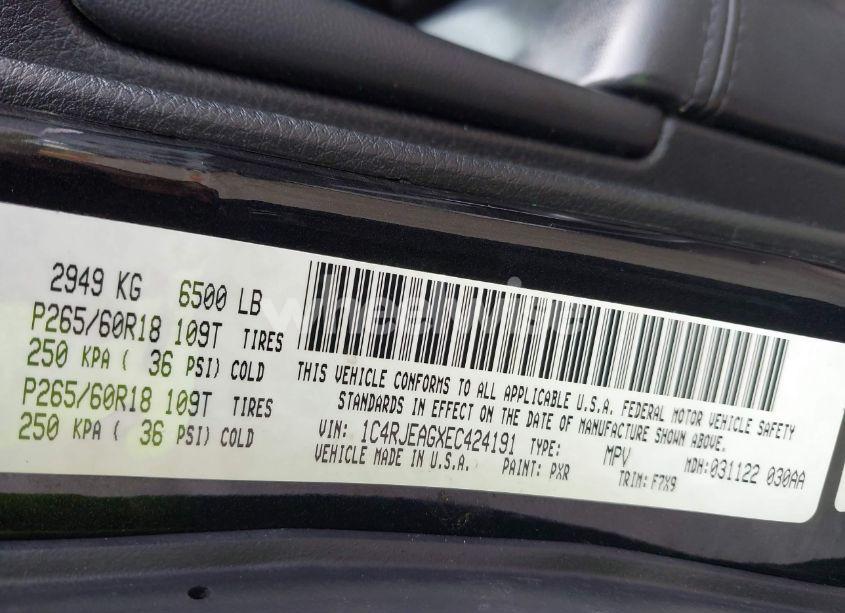 2949 KG 6500 LB
P265/60R18 109T TIRES
250 KPA ( 36 PSI) COLD
P265/60R18 109T TIRES
250 KPA ( 36 PSI) COLD
wheelwise
THIS VEHICLE CONFORMS TO ALL APPLICABLE U.S.A. FEDERAL MOTOR VEHICLE SAFETY
STANDARDS IN EFFECT ON THE DATE OF MANUFACTURE SHOWN ABOVE.
VIN: 1C4RJEAGXEC424191 TYPE: MPV MDH:031122 030AA
VEHICLE MADE IN U.S.A. PAINT: PXR TRIM: F7X9